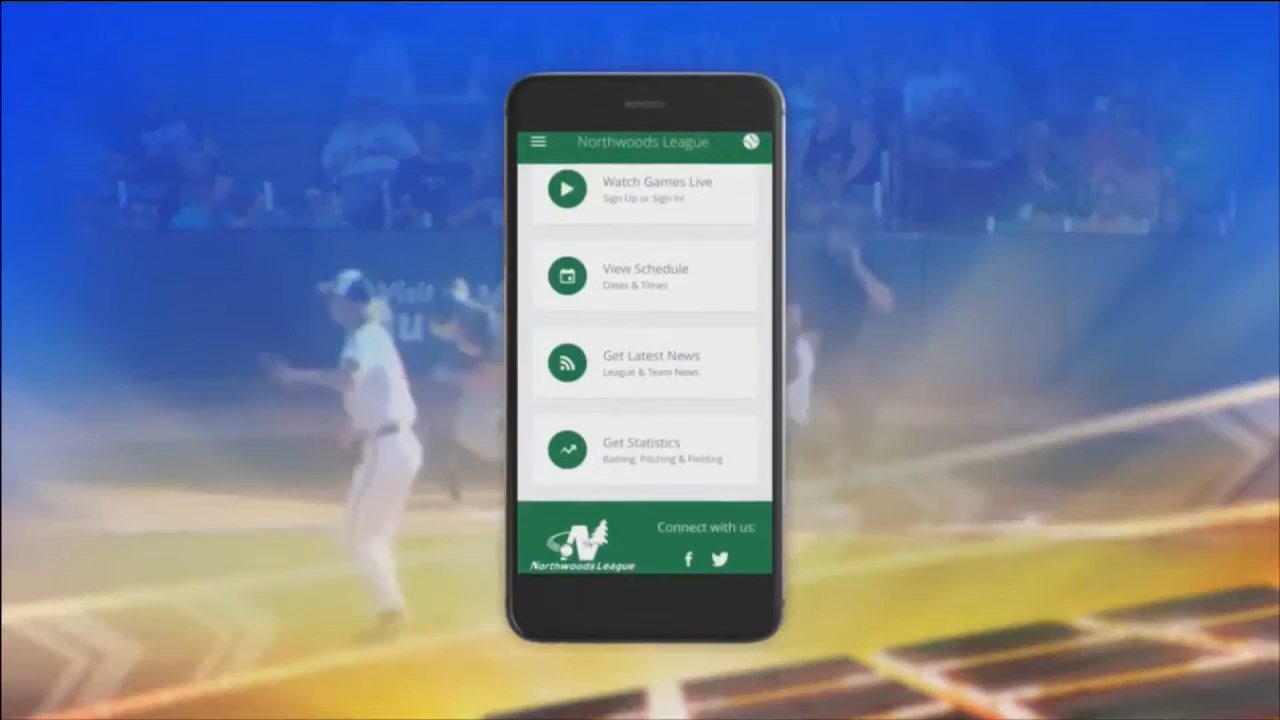 Northwoods League
Watch Games Live
Sign Up or Sign In!
View Schedule
Dates & Times
Get Latest News
League & Team News
Get Statistics
Batting, Pitching & Fielding
Connect with us:
Northwoods League
Visit